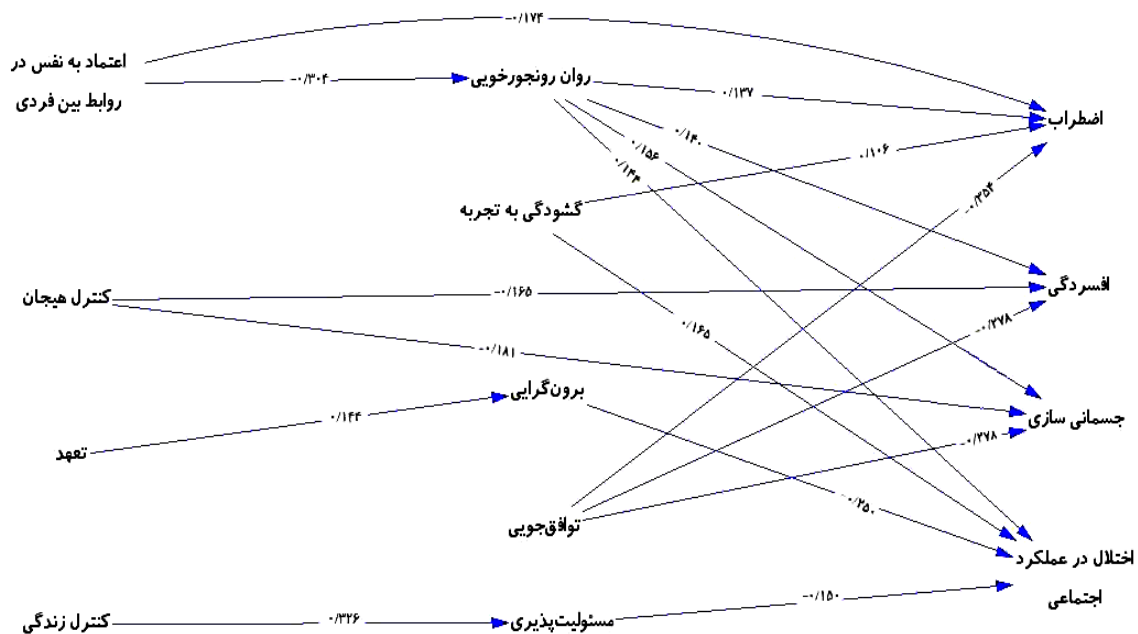 -۰/۱۷۴
اعتماد به نفس در
روابط بین فردی
-۰/۳۰۴
روان رونجورخویی
۰/۱۳۷
اضطراب
۰/۱۴۰
۰/۱۵۶
۰/۱۴۴
۰/۱۰۶
-۰/۲۵۴
گشودگی به تجربه
کنترل هیجان
-۰/۱۶۵
افسردگی
۰/۱۶۵
-۰/۲۷۸
-۰/۱۸۱
برون‌گرایی
۰/۱۴۴
تعهد
جسمانی سازی
-۰/۲۷۸
-۰/۲۵۰
توافق‌جویی
اختلال در عملکرد
اجتماعی
کنترل زندگی
۰/۳۲۶
مسئولیت‌پذیری
-۰/۱۵۰